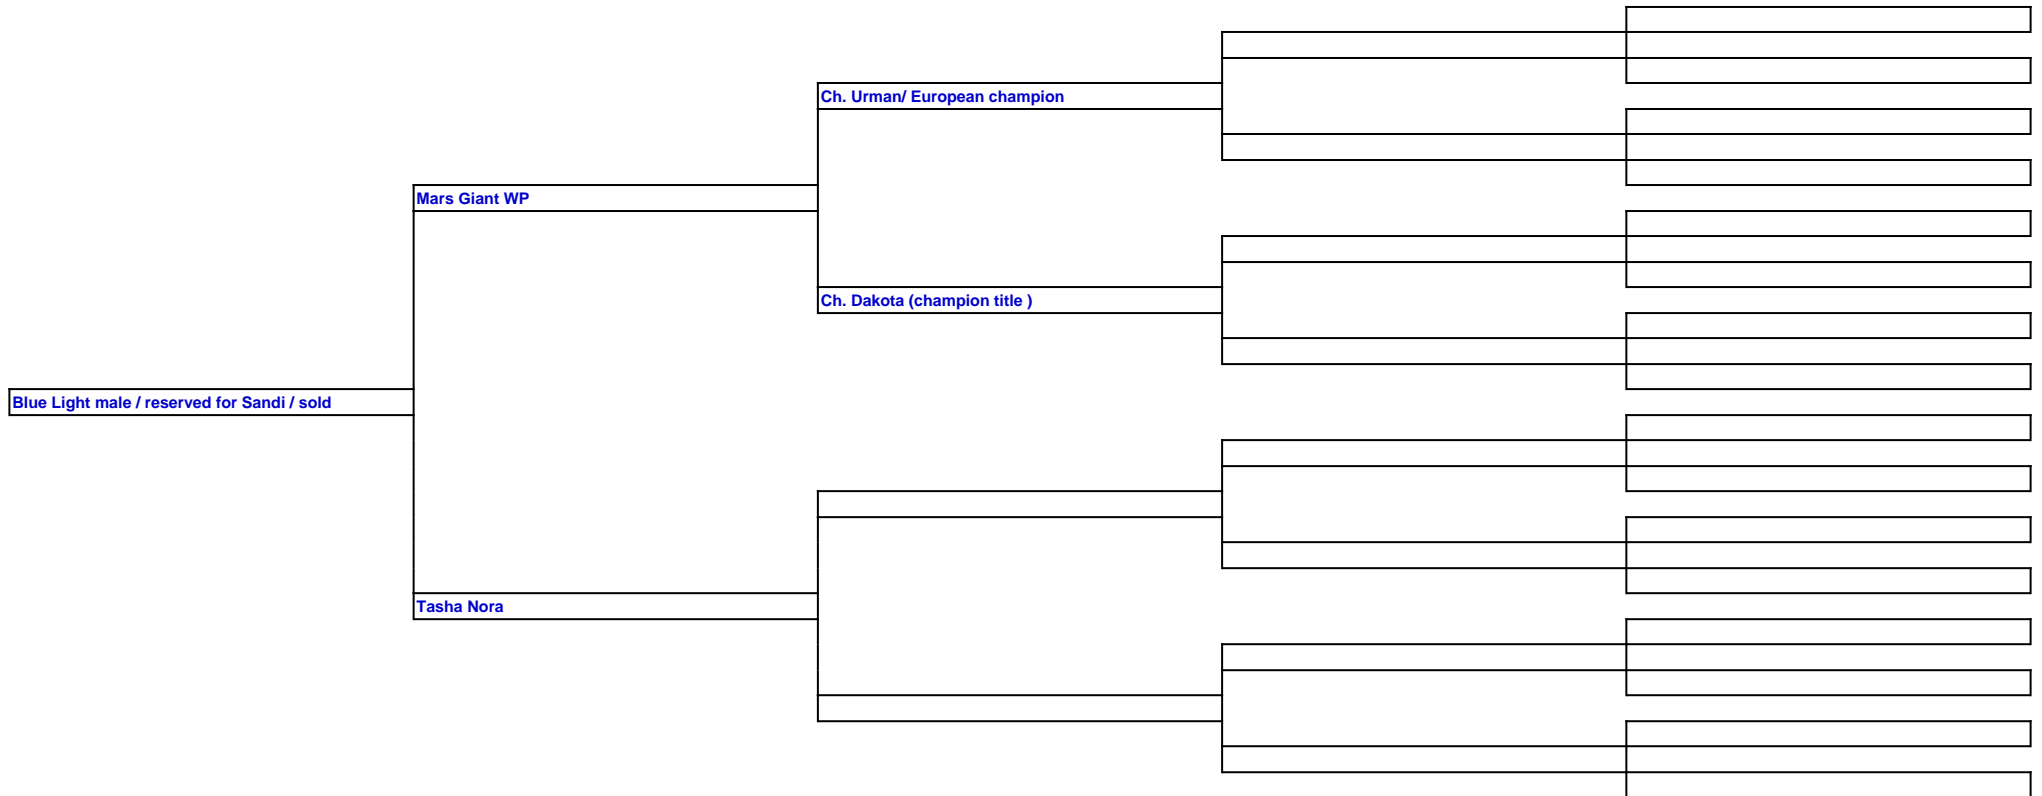 Ch. Urman/ European champion
Mars Giant WP
Ch. Dakota (champion title )
Blue Light male / reserved for Sandi / sold
Tasha Nora